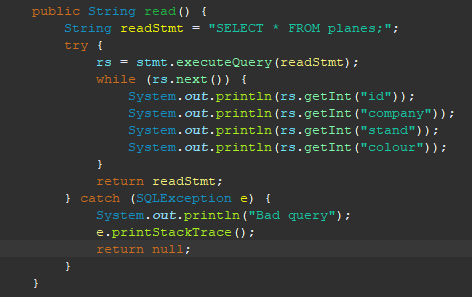 public String read() {
String readStmt = "SELECT * FROM planes;";
try {
rs = stmt.executeQuery(readStmt);
while (rs.next()) {
System.out.println(rs.getInt("id"));
System.out.println(rs.getInt("company"));
System.out.println(rs.getInt("stand"));
System.out.println(rs.getInt("colour"));
}
return readStmt;
} catch (SQLException e) {
System.out.println("Bad query");
e.printStackTrace();
return null;
}
}